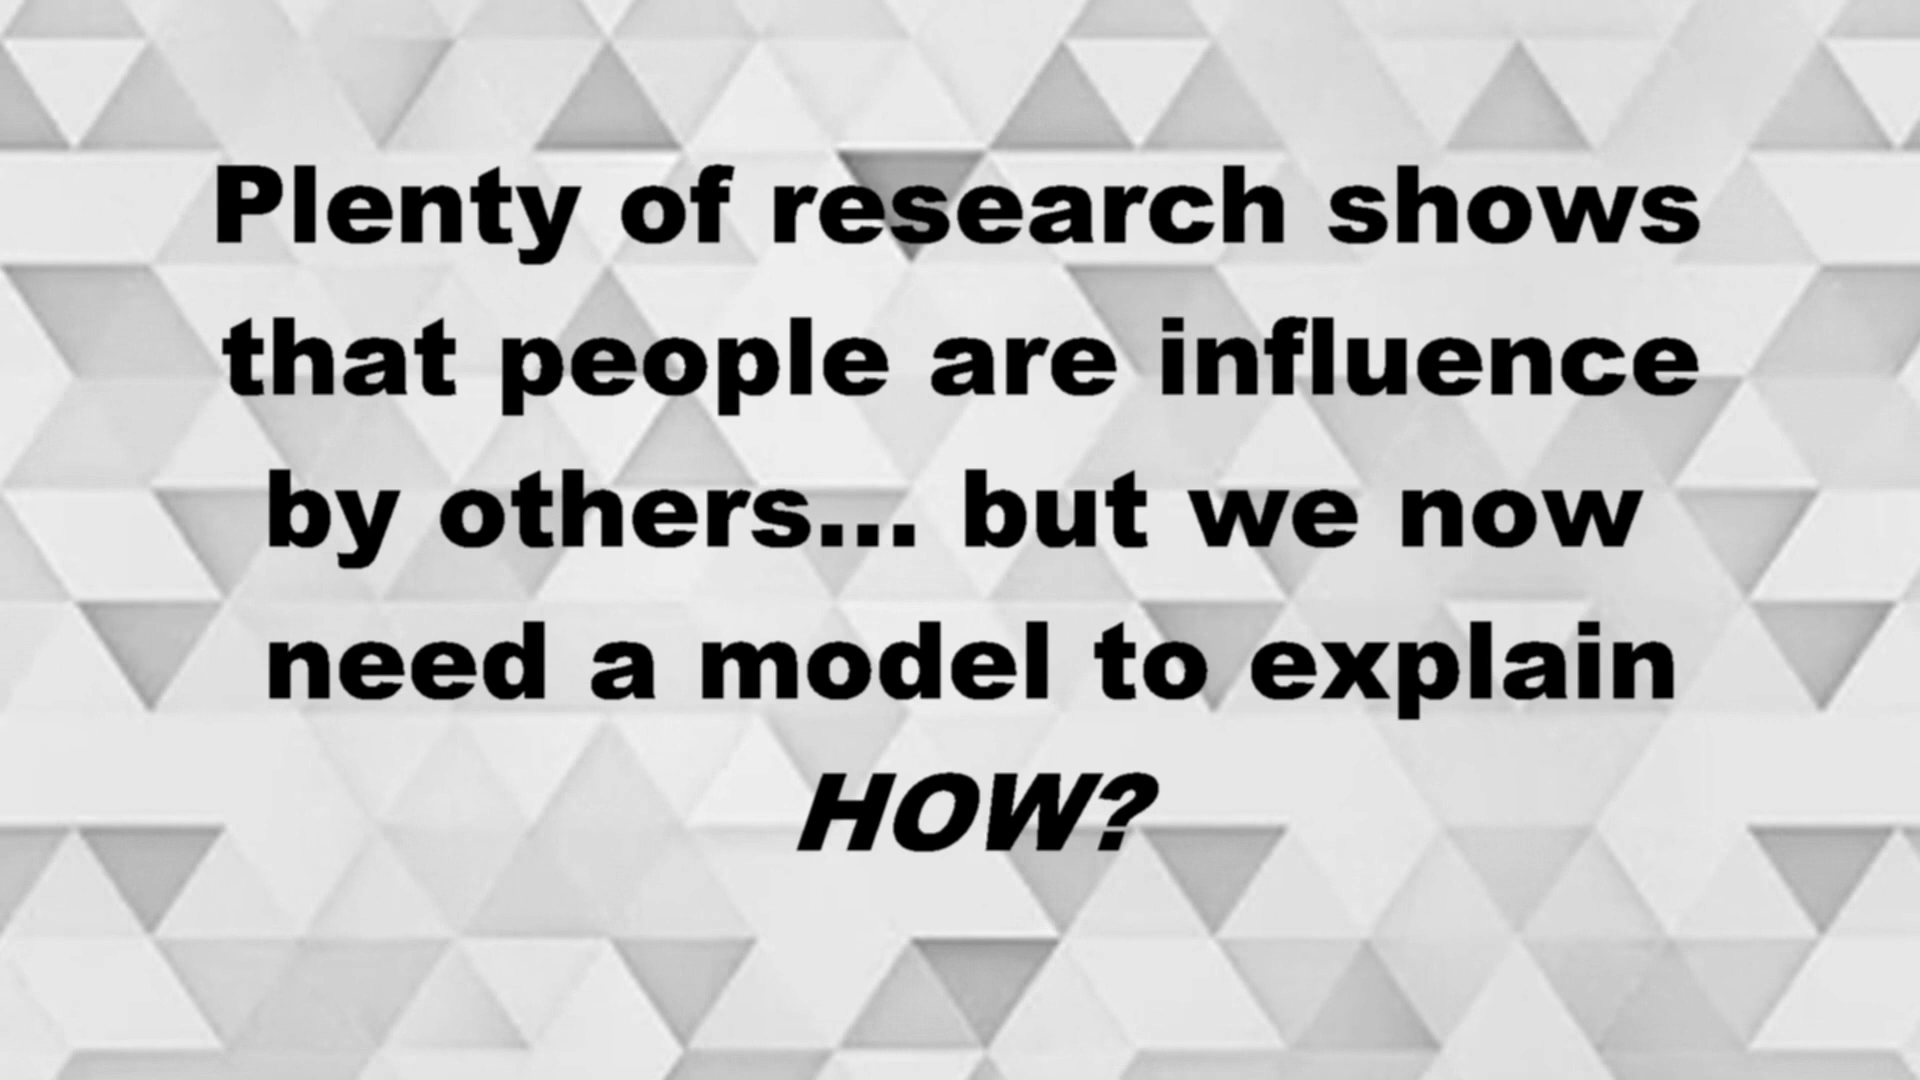 Plenty of research shows
that people are influence
by others... but we now
need a model to explain
HOW?